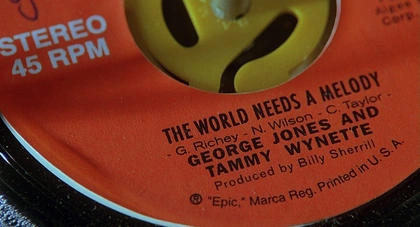 STEREO
45 RPM
Corp.
THE WORLD NEEDS A MELODY
- G. Richey - N. Wilson - C. Taylor -
GEORGE JONES AND
TAMMY WYNETTE
Produced by Billy Sherrill
® "Epic," Marca Reg. Printed in U.S.A.